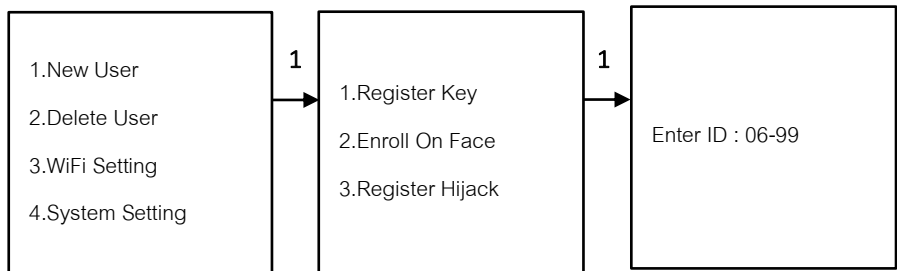 1.New User
2.Delete User
3.WiFi Setting
4.System Setting
1
1.Register Key
2.Enroll On Face
3.Register Hijack
1
Enter ID : 06-99